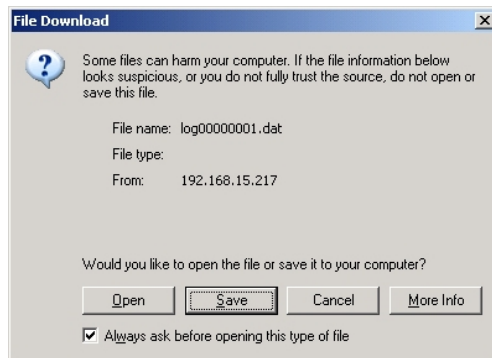 File Download
Some files can harm your computer. If the file information below
looks suspicious, or you do not fully trust the source, do not open or
save this file.
File name: log00000001.dat
File type:
From: 192.168.15.217
Would you like to open the file or save it to your computer?
Open Save Cancel More Info
Always ask before opening this type of file